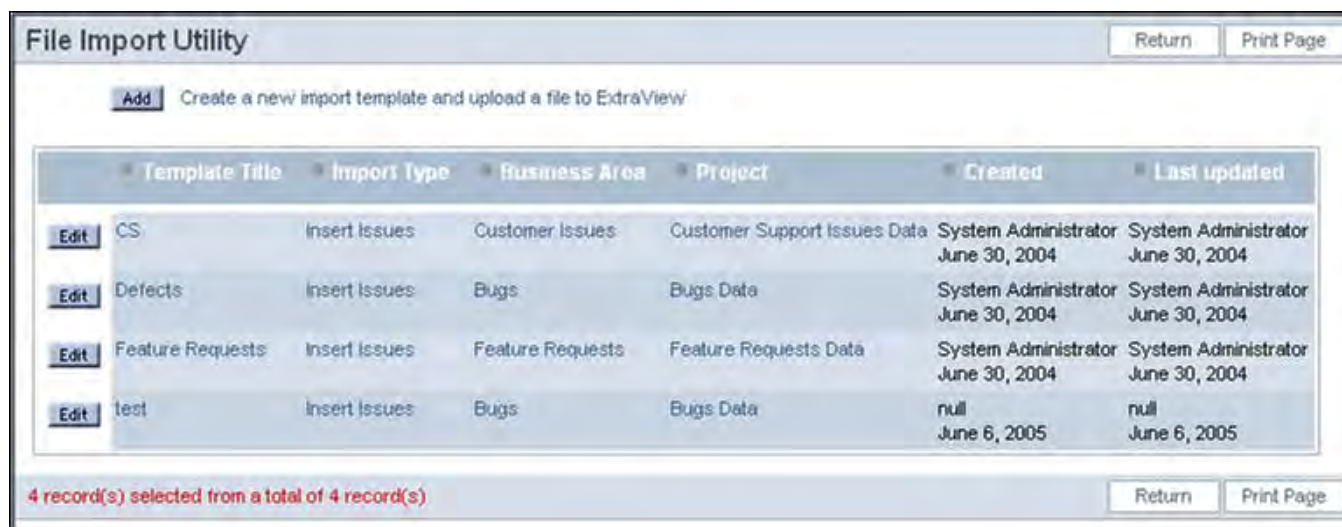 File Import Utility
Return
Print Page
Add
Create a new import template and upload a file to ExtraView
Template Title
Import Type
Business Area
Project
Created
Last updated
Edit
CS
Insert Issues
Customer Issues
Customer Support Issues Data
System Administrator
June 30, 2004
System Administrator
June 30, 2004
Edit
Defects
Insert Issues
Bugs
Bugs Data
System Administrator
June 30, 2004
System Administrator
June 30, 2004
Edit
Feature Requests
Insert Issues
Feature Requests
Feature Requests Data
System Administrator
June 30, 2004
System Administrator
June 30, 2004
Edit
test
Insert Issues
Bugs
Bugs Data
null
June 6, 2005
null
June 6, 2005
4 record(s) selected from a total of 4 record(s)
Return
Print Page